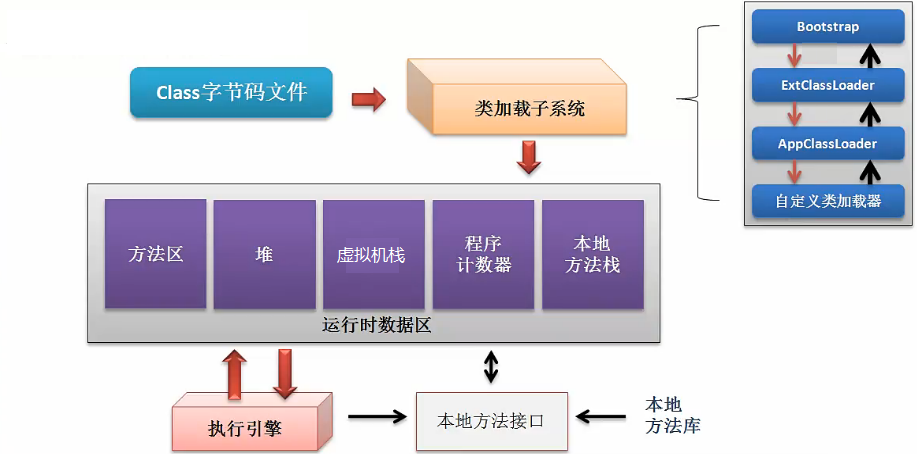 Bootstrap
Class字节码文件
类加载子系统
ExtClassLoader
AppClassLoader
自定义类加载器
方法区
堆
虚拟机栈
程序
计数器
本地
方法栈
运行时数据区
执行引擎
本地方法接口
本地
方法库